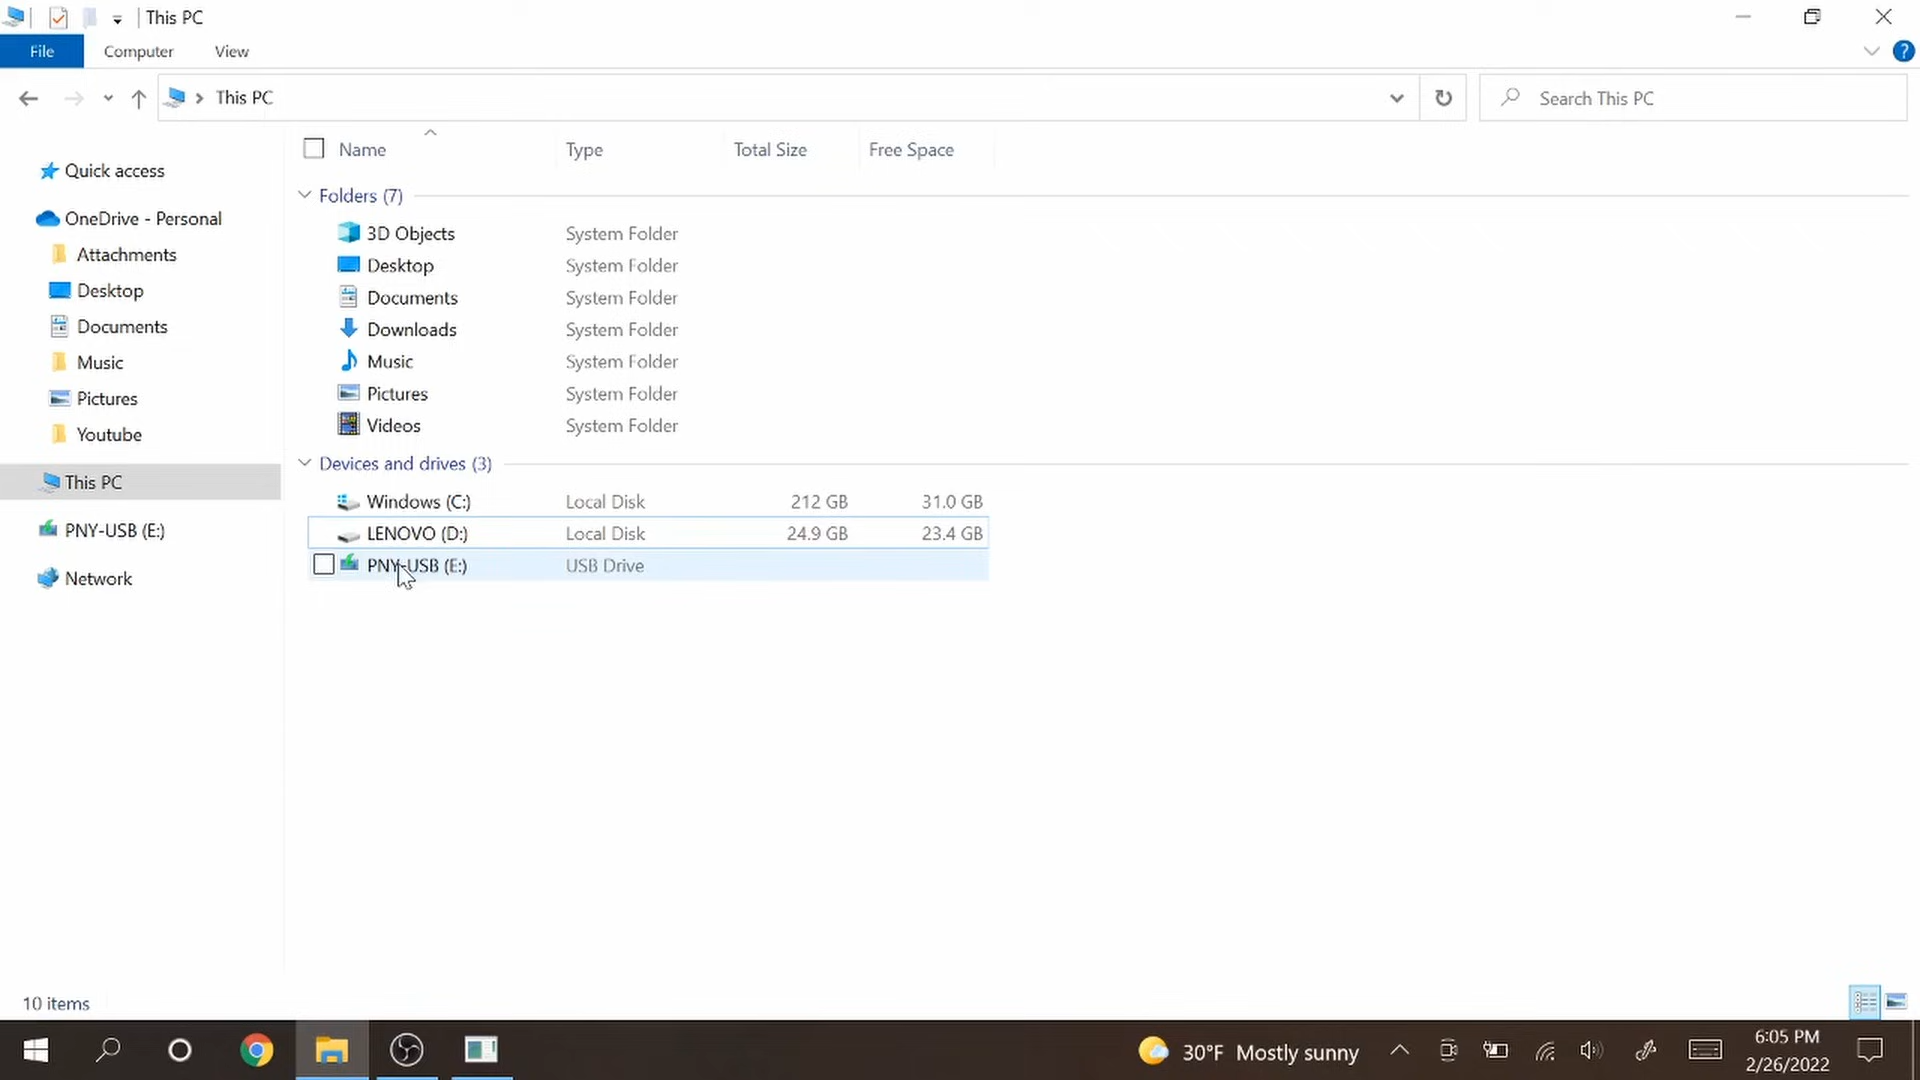 This PC
File Computer View
?
This PC
Search This PC
Name Type Total Size Free Space
Quick access
OneDrive - Personal
Attachments
Desktop
Documents
Music
Pictures
Youtube
This PC
PNY-USB (E:)
Network
Folders (7)
3D Objects System Folder
Desktop System Folder
Documents System Folder
Downloads System Folder
Music System Folder
Pictures System Folder
Videos System Folder
Devices and drives (3)
Windows (C:) Local Disk 212 GB 31.0 GB
LENOVO (D:) Local Disk 24.9 GB 23.4 GB
PNY-USB (E:) USB Drive
10 items
30°F Mostly sunny
6:05 PM
2/26/2022